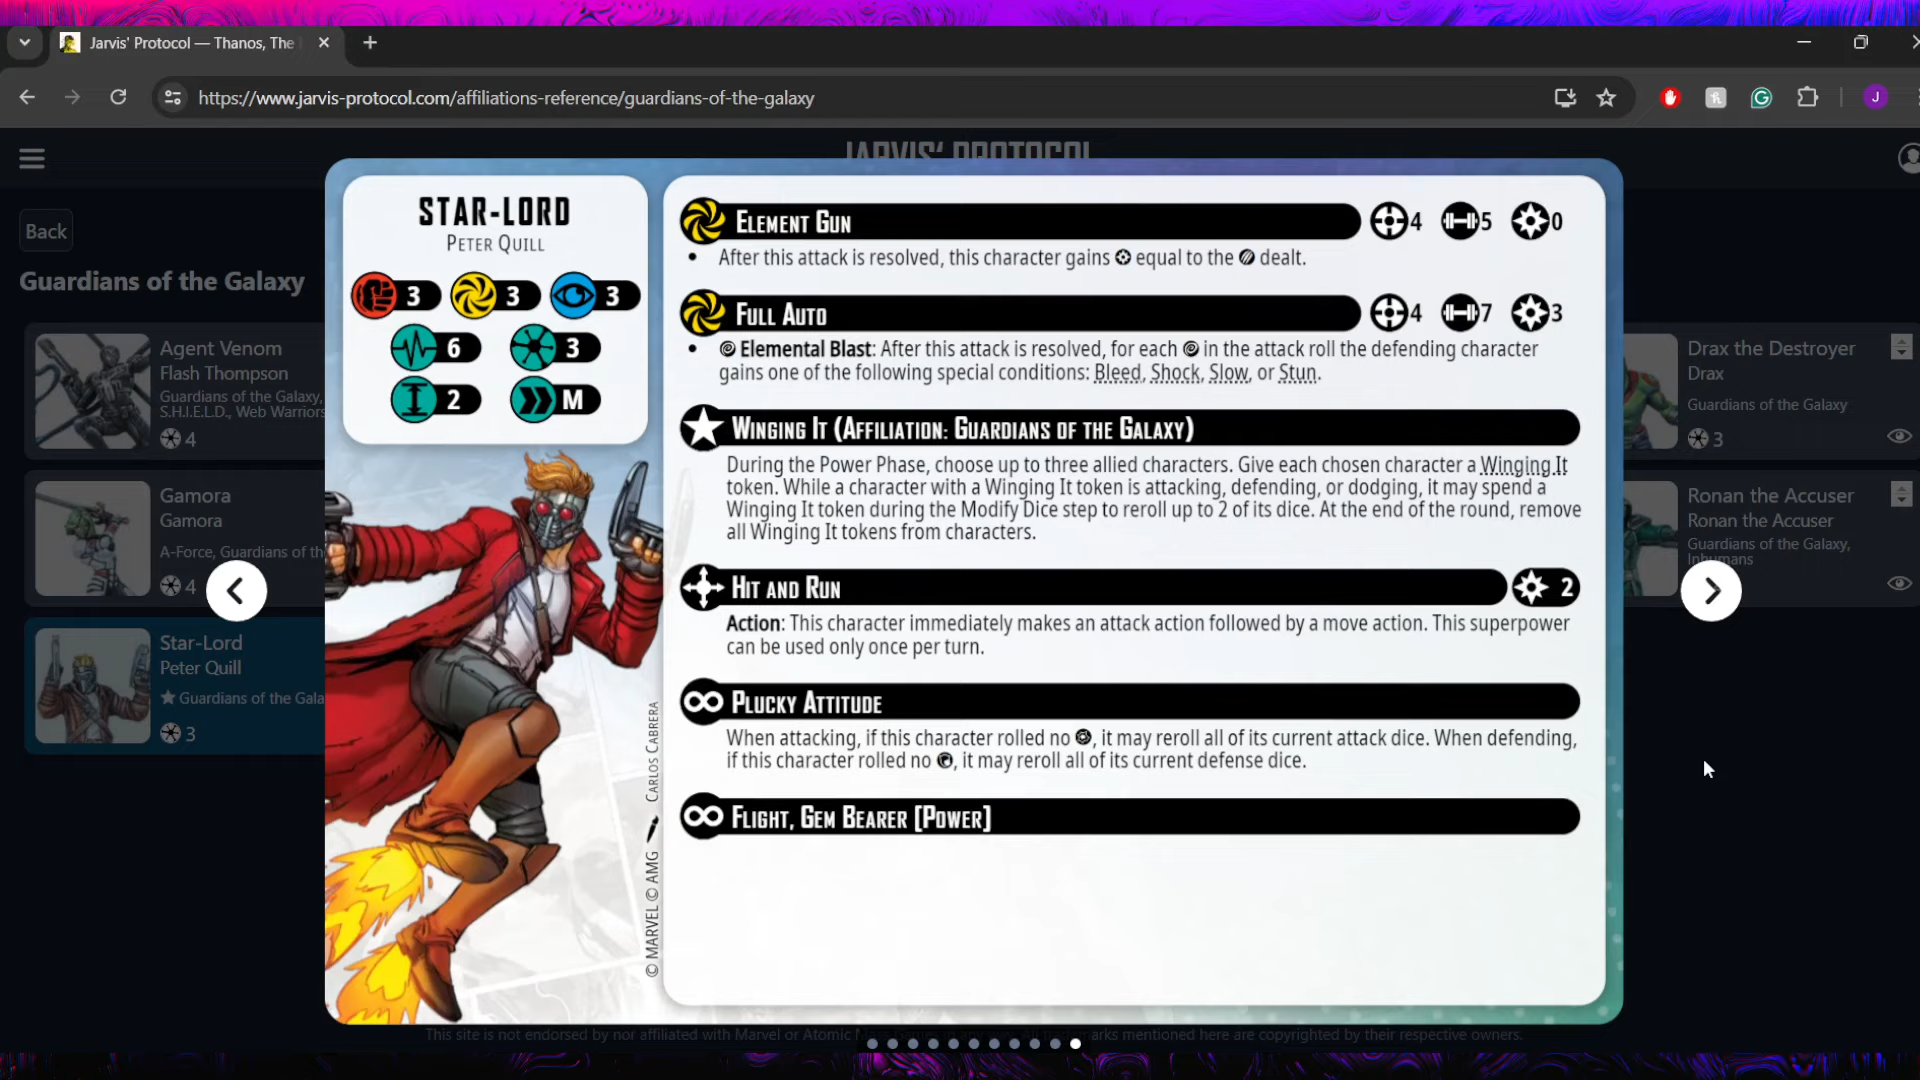 Jarvis' Protocol — Thanos, The
https://www.jarvis-protocol.com/affiliations-reference/guardians-of-the-galaxy
J
JARVIS' PROTOCOL
Back
Guardians of the Galaxy
Agent Venom
Flash Thompson
Guardians of the Galaxy,
S.H.I.E.L.D., Web Warriors
4
Gamora
Gamora
A-Force, Guardians of th
4
Star-Lord
Peter Quill
Guardians of the Gala
3
STAR-LORD
PETER QUILL
3 3 3
6 3
2 M
© MARVEL © AMG CARLOS CABRERA
ELEMENT GUN 4 5 0
• After this attack is resolved, this character gains equal to the dealt.
FULL AUTO 4 7 3
• Elemental Blast: After this attack is resolved, for each in the attack roll the defending character
gains one of the following special conditions: Bleed, Shock, Slow, or Stun.
WINGING IT (AFFILIATION: GUARDIANS OF THE GALAXY)
During the Power Phase, choose up to three allied characters. Give each chosen character a Winging It
token. While a character with a Winging It token is attacking, defending, or dodging, it may spend a
Winging It token during the Modify Dice step to reroll up to 2 of its dice. At the end of the round, remove
all Winging It tokens from characters.
HIT AND RUN 2
Action: This character immediately makes an attack action followed by a move action. This superpower
can be used only once per turn.
PLUCKY ATTITUDE
When attacking, if this character rolled no , it may reroll all of its current attack dice. When defending,
if this character rolled no , it may reroll all of its current defense dice.
FLIGHT, GEM BEARER [POWER]
Drax the Destroyer
Drax
Guardians of the Galaxy
3
Ronan the Accuser
Ronan the Accuser
Guardians of the Galaxy,
Inhumans
This site is not endorsed by nor affiliated with Marvel or Atomic M arks mentioned here are copyrighted by their respective owners.